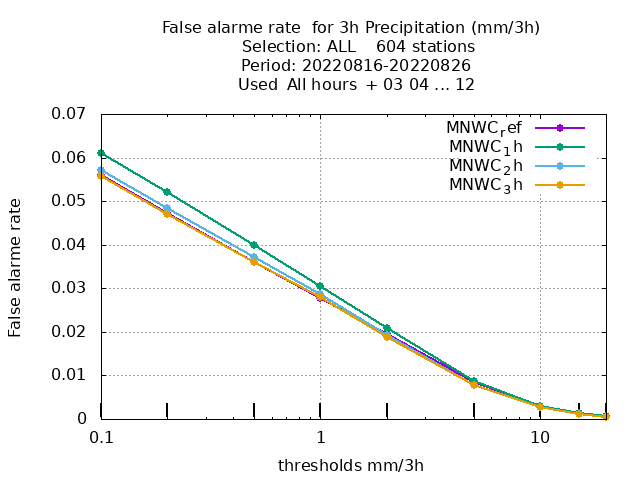 False alarme rate  for 3h Precipitation (mm/3h)
Selection: ALL    604 stations
Period: 20220816-20220826
Used  All hours  + 03 04 ... 12
MNWC_ref
MNWC_1h
MNWC_2h
MNWC_3h
0.07
0.06
0.05
0.04
0.03
0.02
0.01
0
False alarme rate
0.1 1 10
thresholds mm/3h